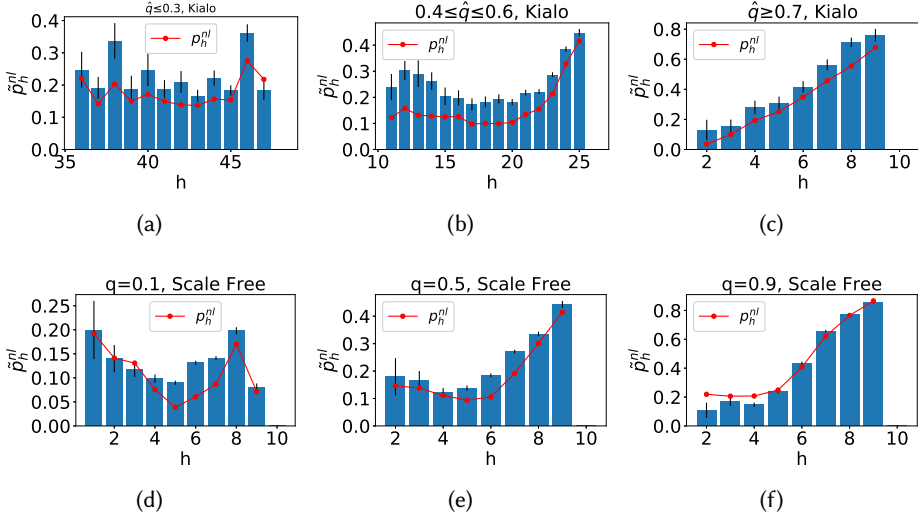 q̂≤0.3, Kialo
0.4
0.3
0.2
0.1
0.0
p̃_h^{nl}
p_h^{nl}
35
40
45
h
(a)
0.4≤q̂≤0.6, Kialo
0.4
0.3
0.2
0.1
0.0
p̃_h^{nl}
p_h^{nl}
10
15
20
25
h
(b)
q̂≥0.7, Kialo
0.8
0.6
0.4
0.2
0.0
p̃_h^{nl}
p_h^{nl}
2
4
6
8
10
h
(c)
q=0.1, Scale Free
0.25
0.20
0.15
0.10
0.05
0.00
p̃_h^{nl}
p_h^{nl}
2
4
6
8
10
h
(d)
q=0.5, Scale Free
0.4
0.3
0.2
0.1
0.0
p̃_h^{nl}
p_h^{nl}
2
4
6
8
10
h
(e)
q=0.9, Scale Free
0.8
0.6
0.4
0.2
0.0
p̃_h^{nl}
p_h^{nl}
2
4
6
8
10
h
(f)